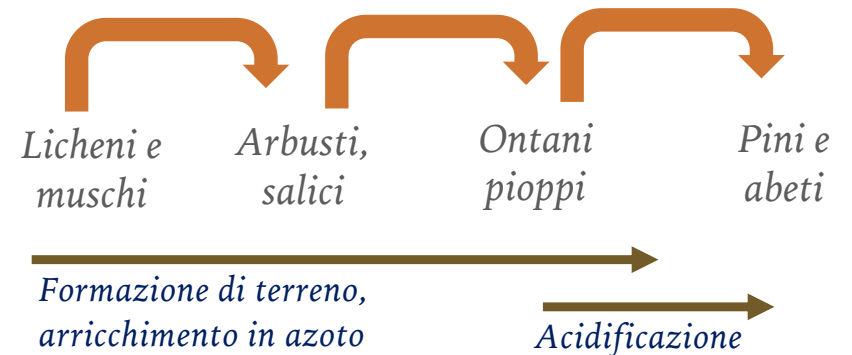 Licheni e
muschi
Arbusti,
salici
Ontani
pioppi
Pini e
abeti
Formazione di terreno,
arricchimento in azoto
Acidificazione